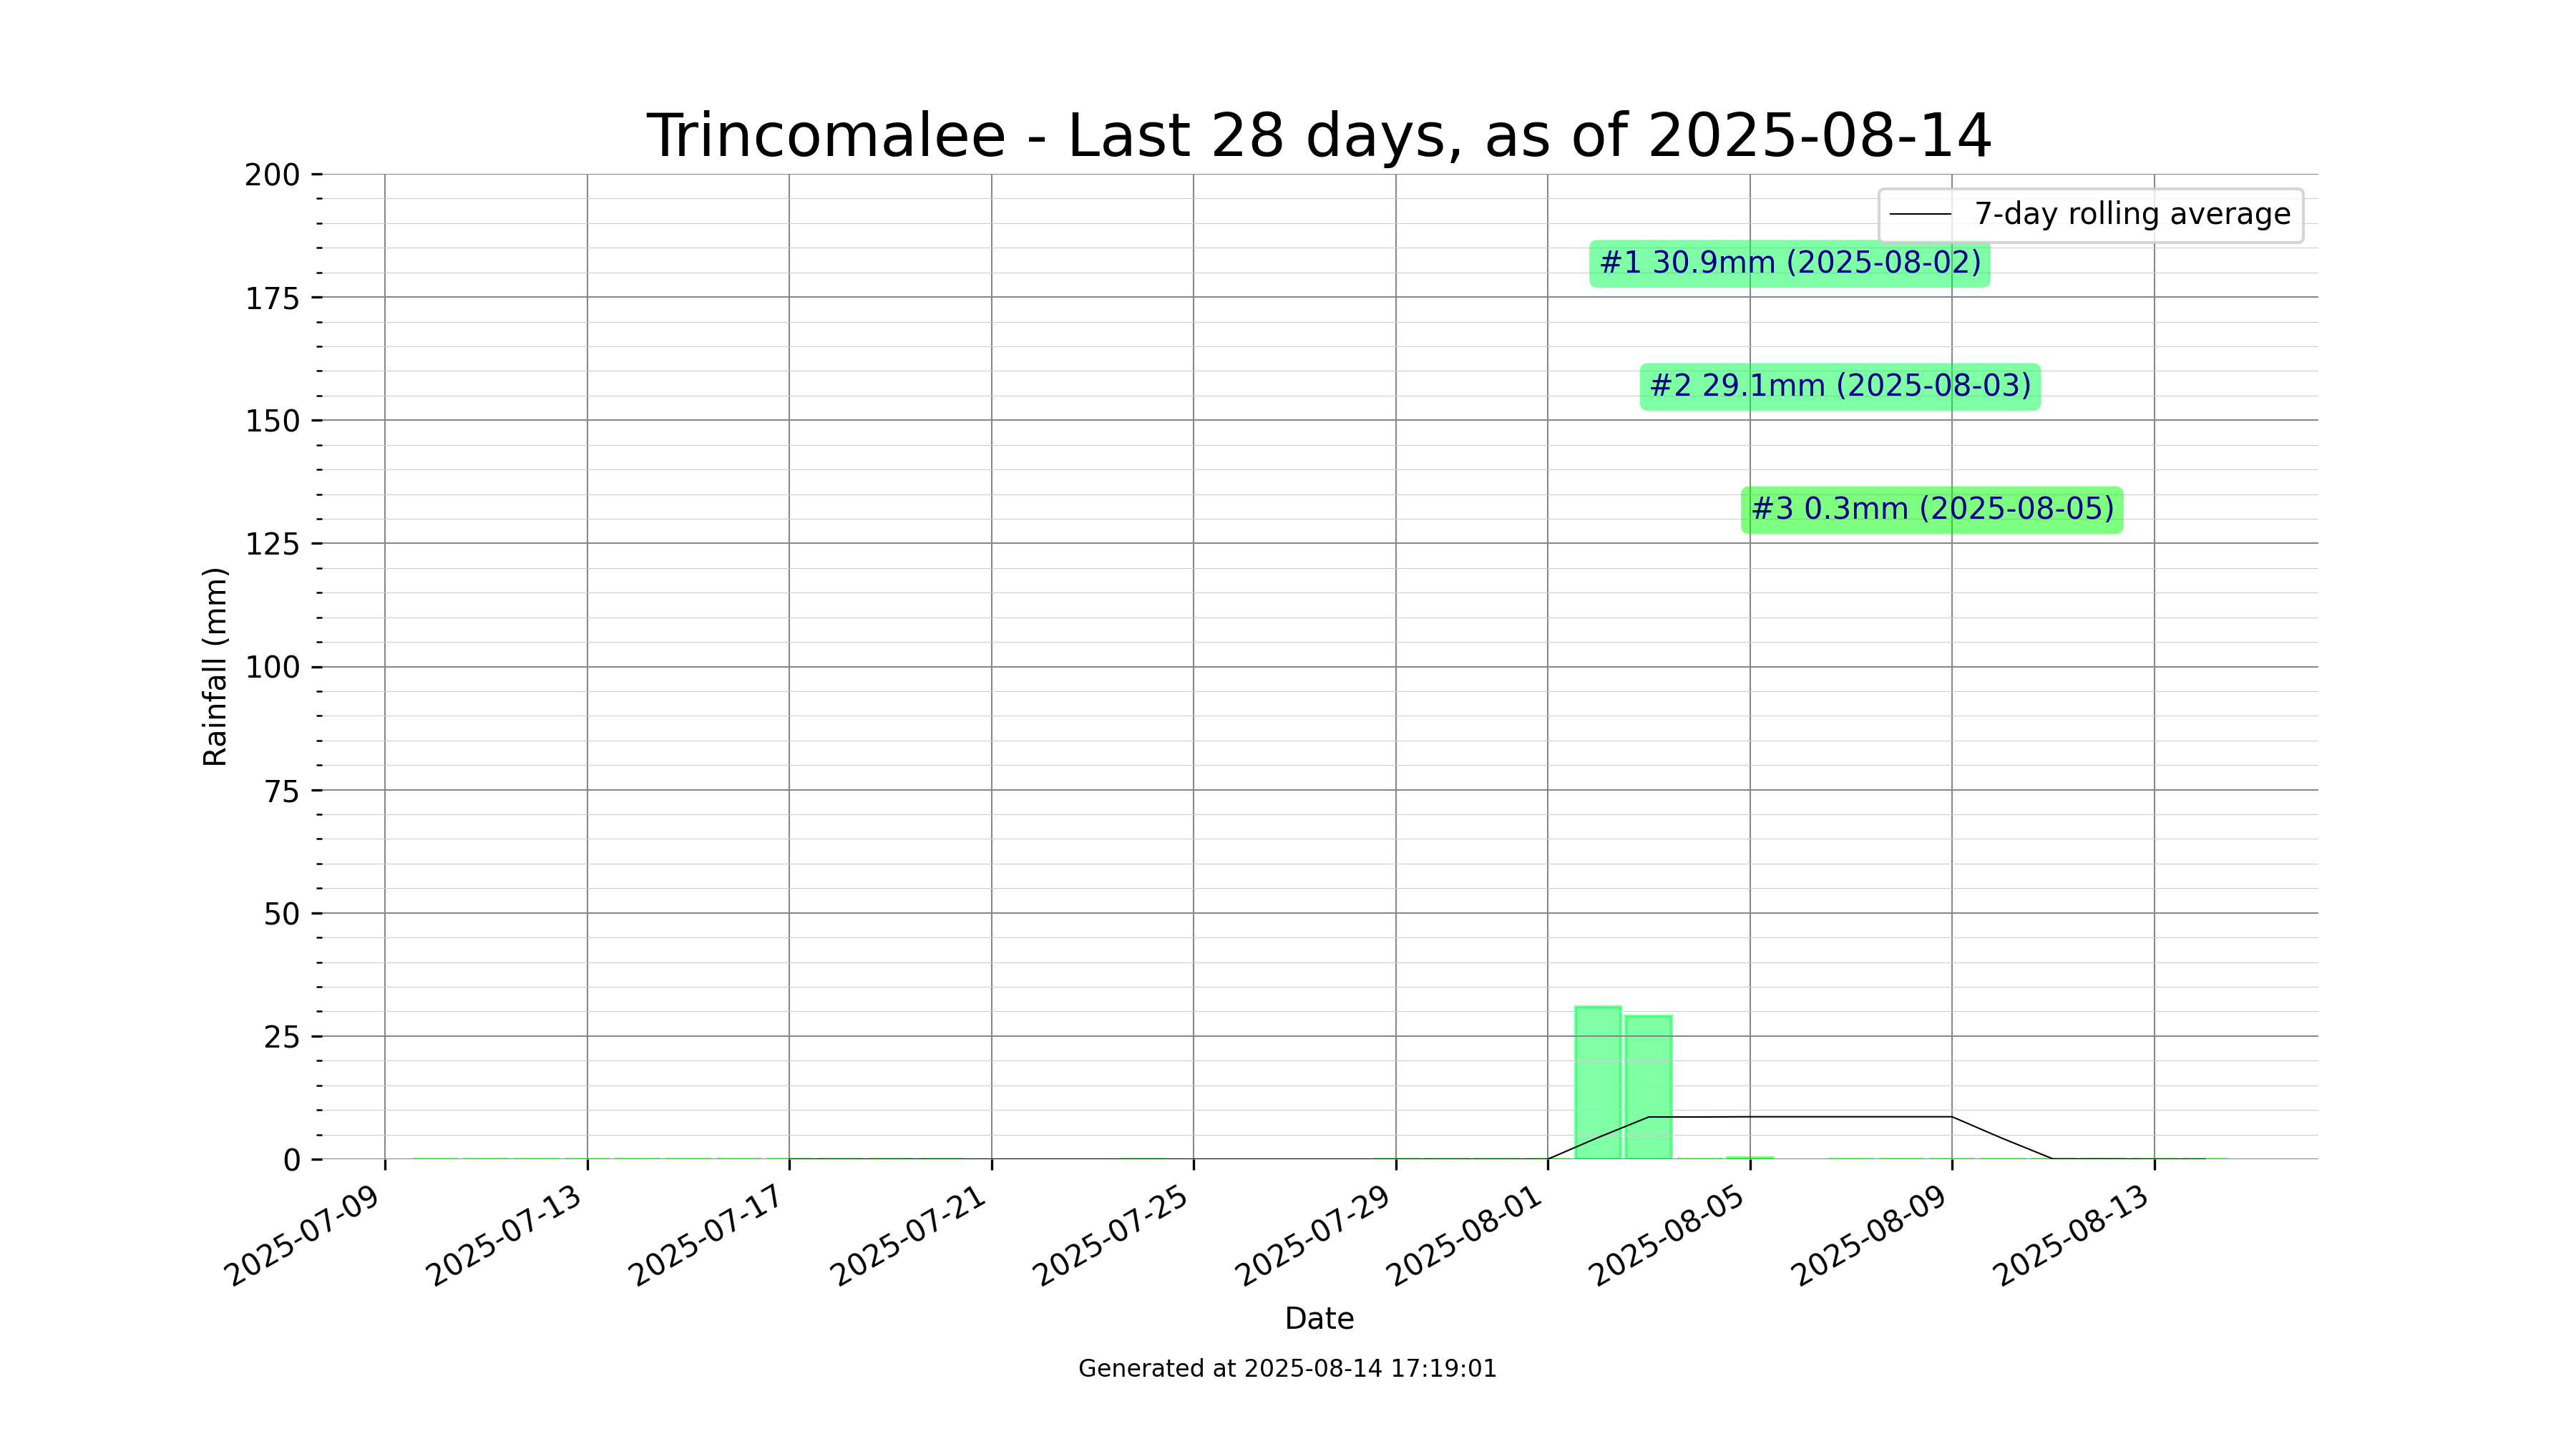 Trincomalee - Last 28 days, as of 2025-08-14
7-day rolling average
#1 30.9mm (2025-08-02)
#2 29.1mm (2025-08-03)
#3 0.3mm (2025-08-05)
Rainfall (mm)
200
175
150
125
100
75
50
25
0
2025-07-09
2025-07-13
2025-07-17
2025-07-21
2025-07-25
2025-07-29
2025-08-01
2025-08-05
2025-08-09
2025-08-13
Date
Generated at 2025-08-14 17:19:01